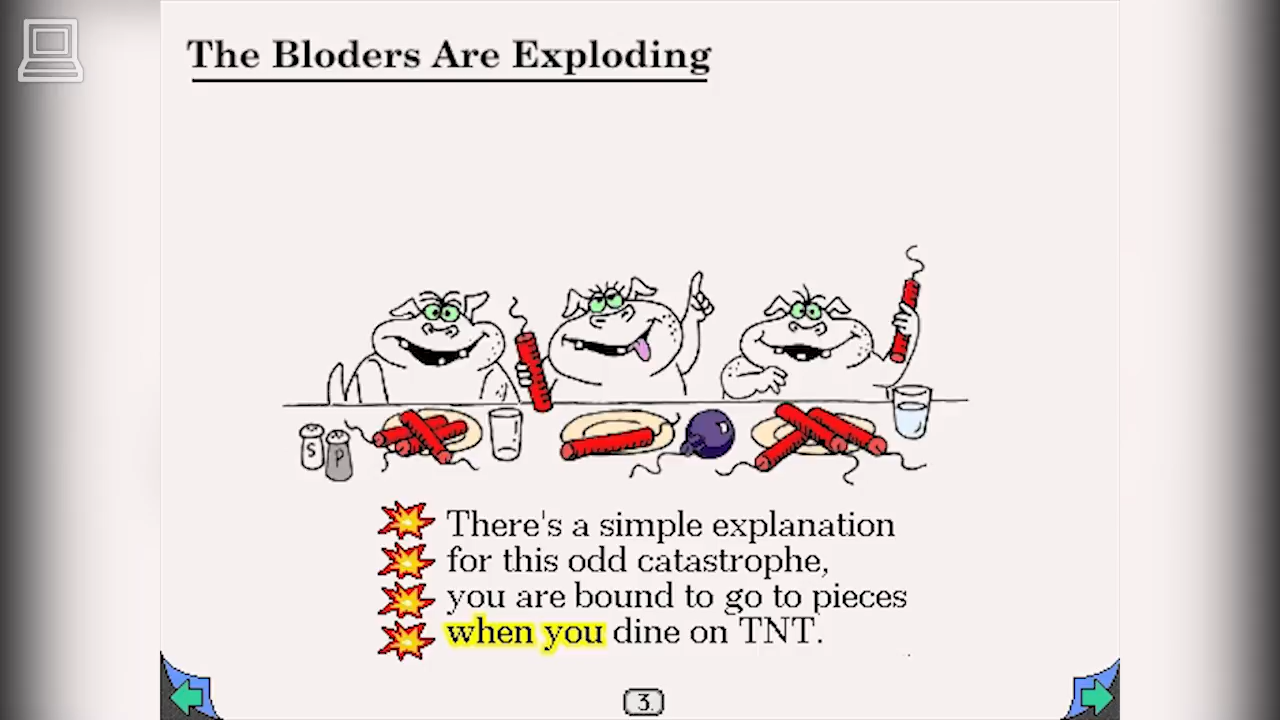 The Bloders Are Exploding
S
P
There's a simple explanation
for this odd catastrophe,
you are bound to go to pieces
when you dine on TNT.
3